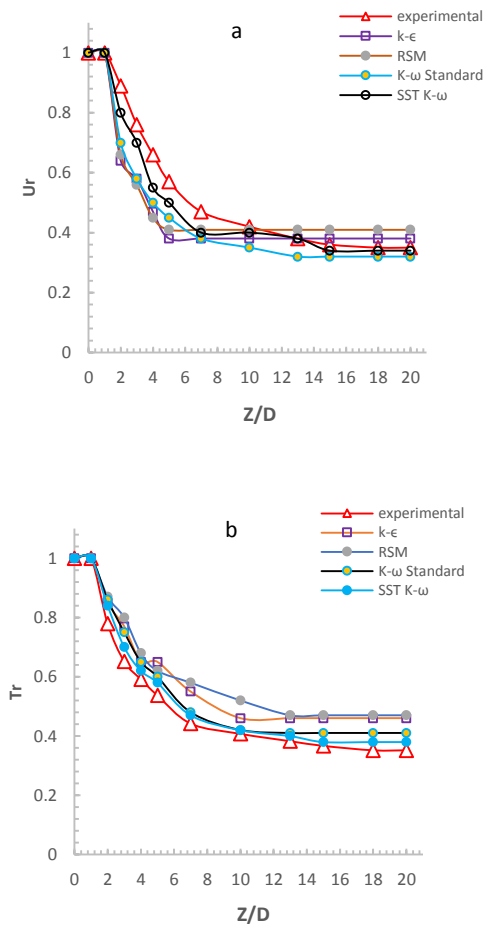 a
experimental
k-ϵ
RSM
K-ω Standard
SST K-ω
1
0.8
0.6
0.4
0.2
0
Ur
0 2 4 6 8 10 12 14 16 18 20
Z/D
b
experimental
k-ϵ
RSM
K-ω Standard
SST K-ω
1
0.8
0.6
0.4
0.2
0
Tr
0 2 4 6 8 10 12 14 16 18 20
Z/D